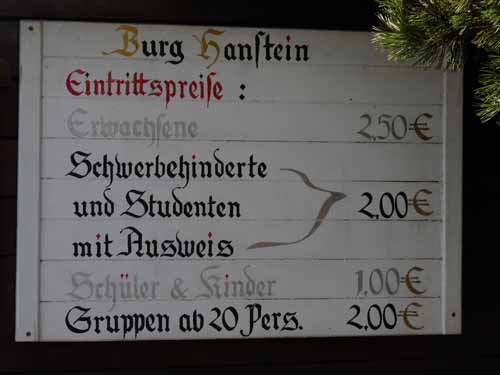 Burg Hanstein
Eintrittspreise :
Erwachsene 2,50 €
Schwerbehinderte
und Studenten 2,00 €
mit Ausweis
Schüler & Kinder 1,00 €
Gruppen ab 20 Pers. 2,00 €